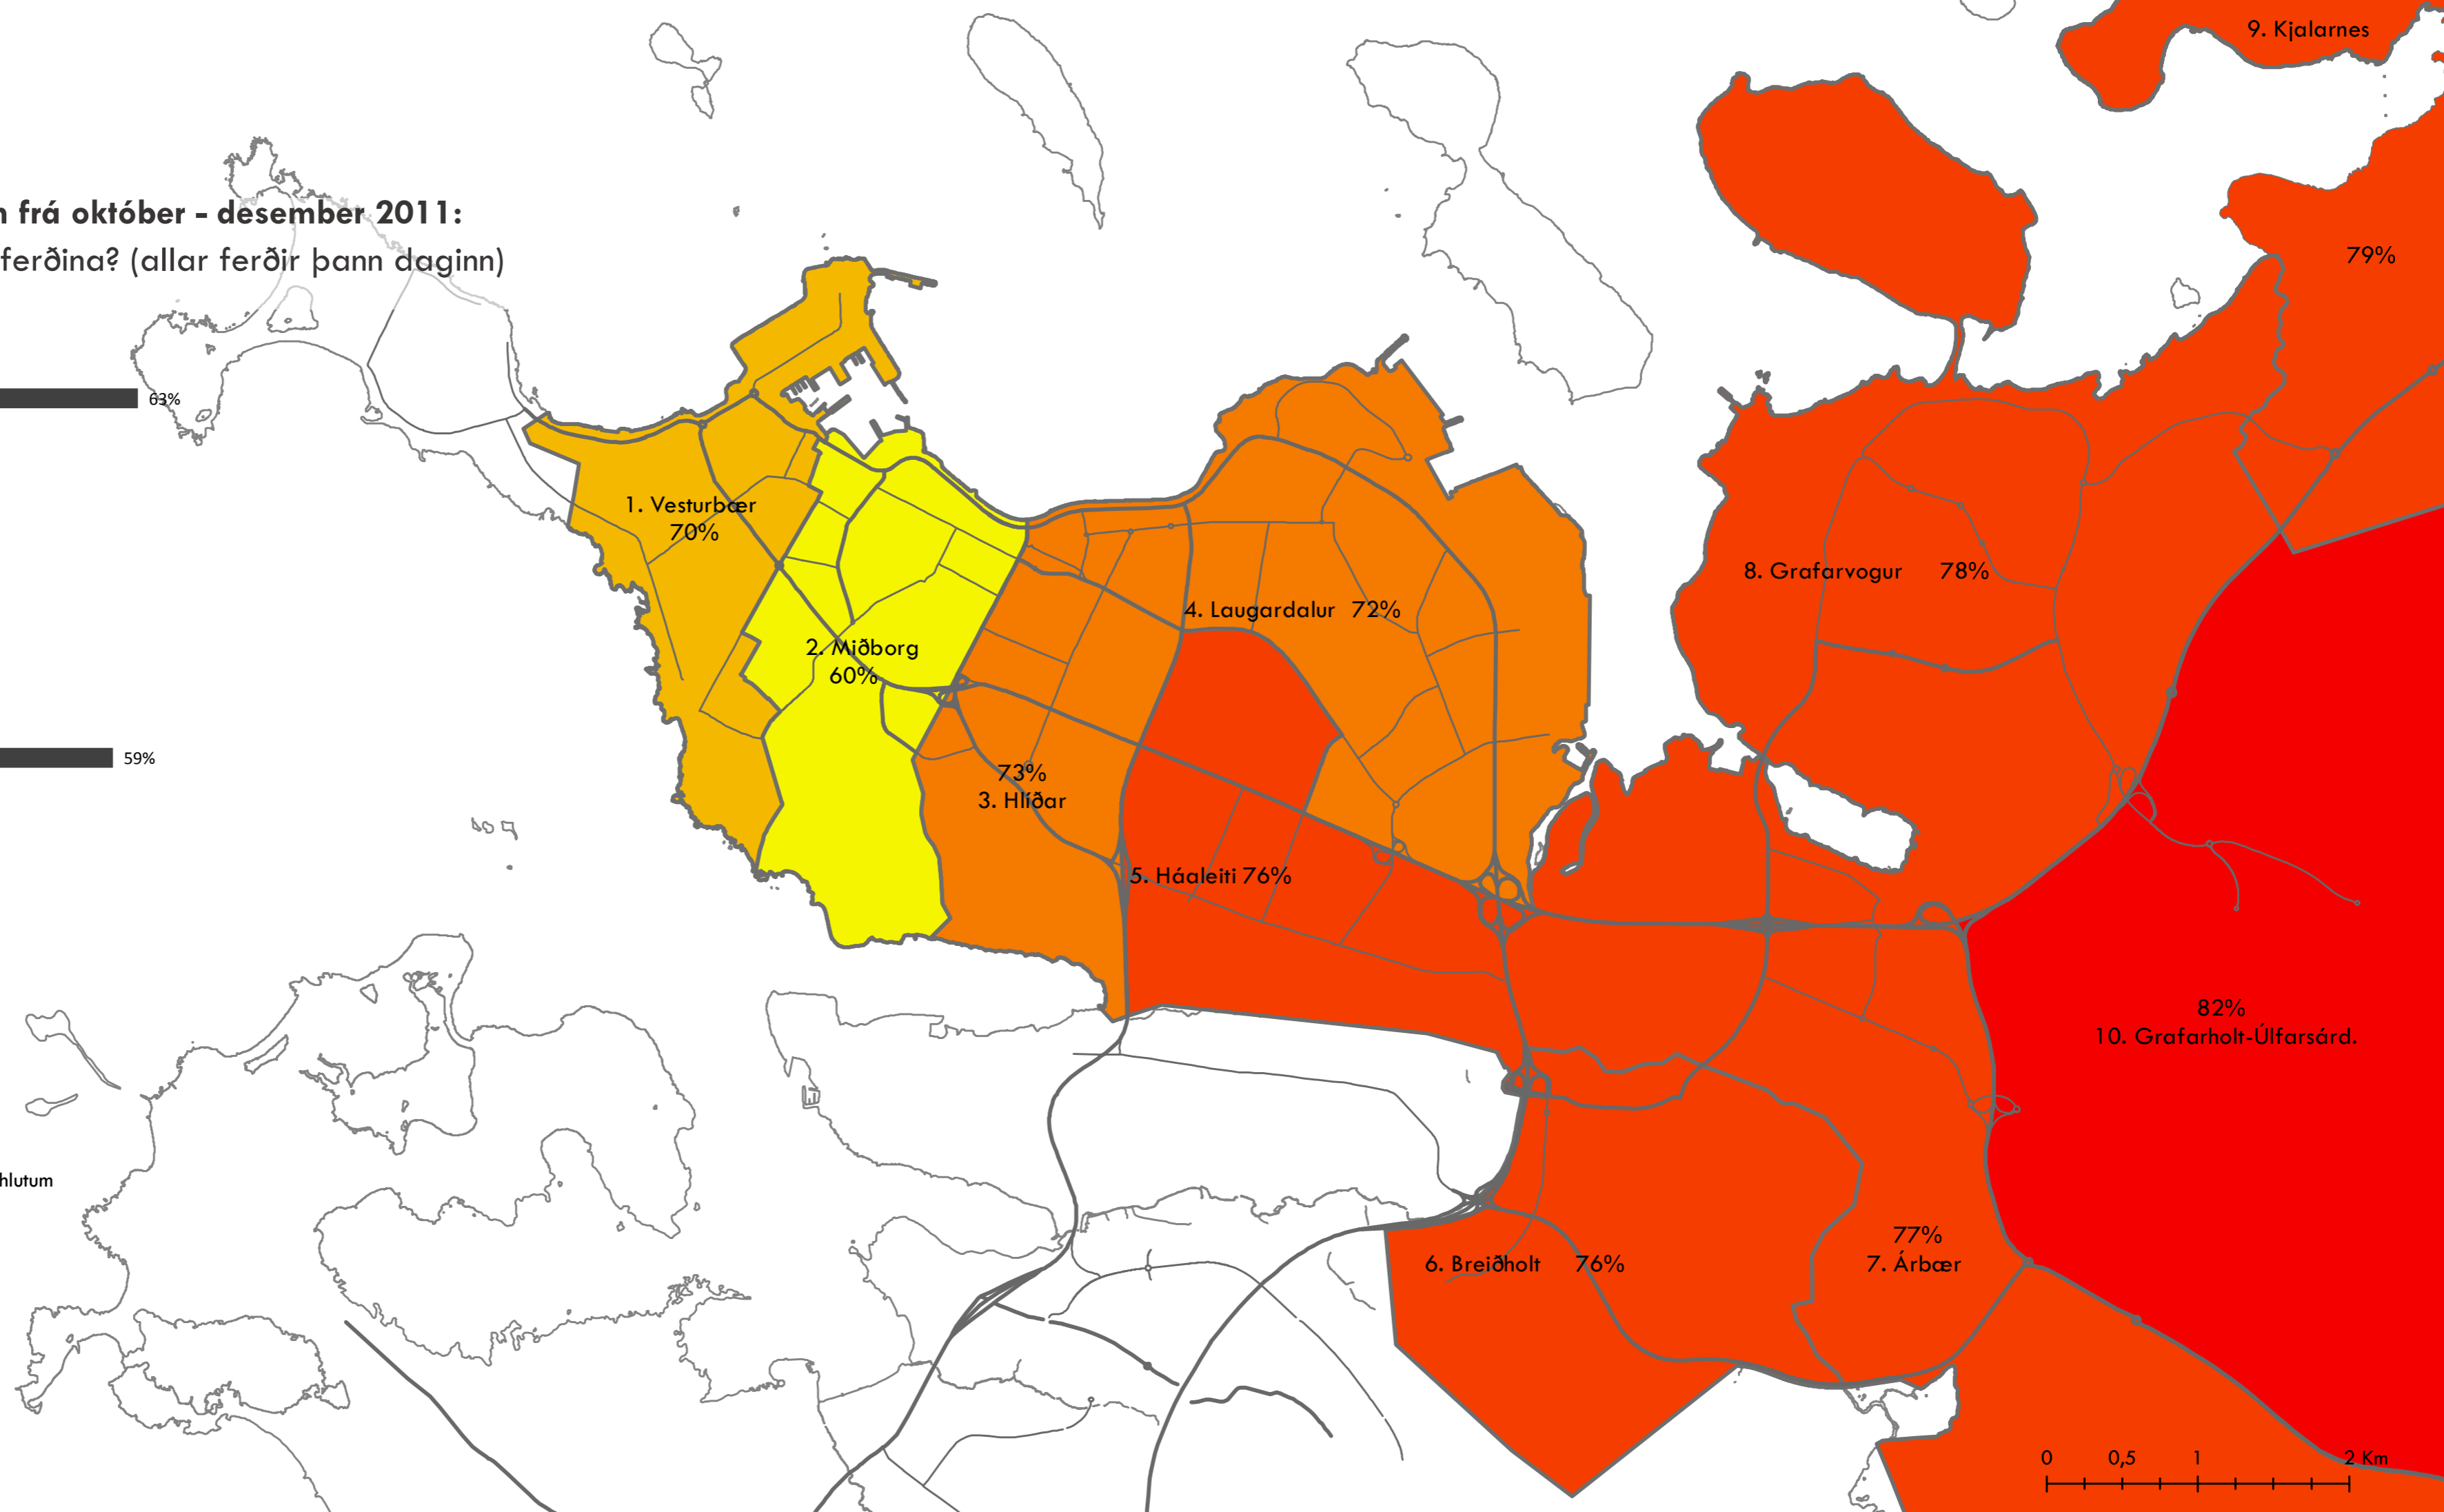 9. Kjalarnes
frá október - desember 2011:
ferðina? (allar ferðir þann daginn)
79%
63%
1. Vesturbær
70%
8. Grafarvogur 78%
4. Laugardalur 72%
2. Miðborg
60%
59%
73%
3. Hlíðar
5. Háaleiti 76%
82%
10. Grafarholt-Úlfarsárd.
hlutum
77%
6. Breiðholt 76%
7. Árbær
0 0,5 1 2 Km